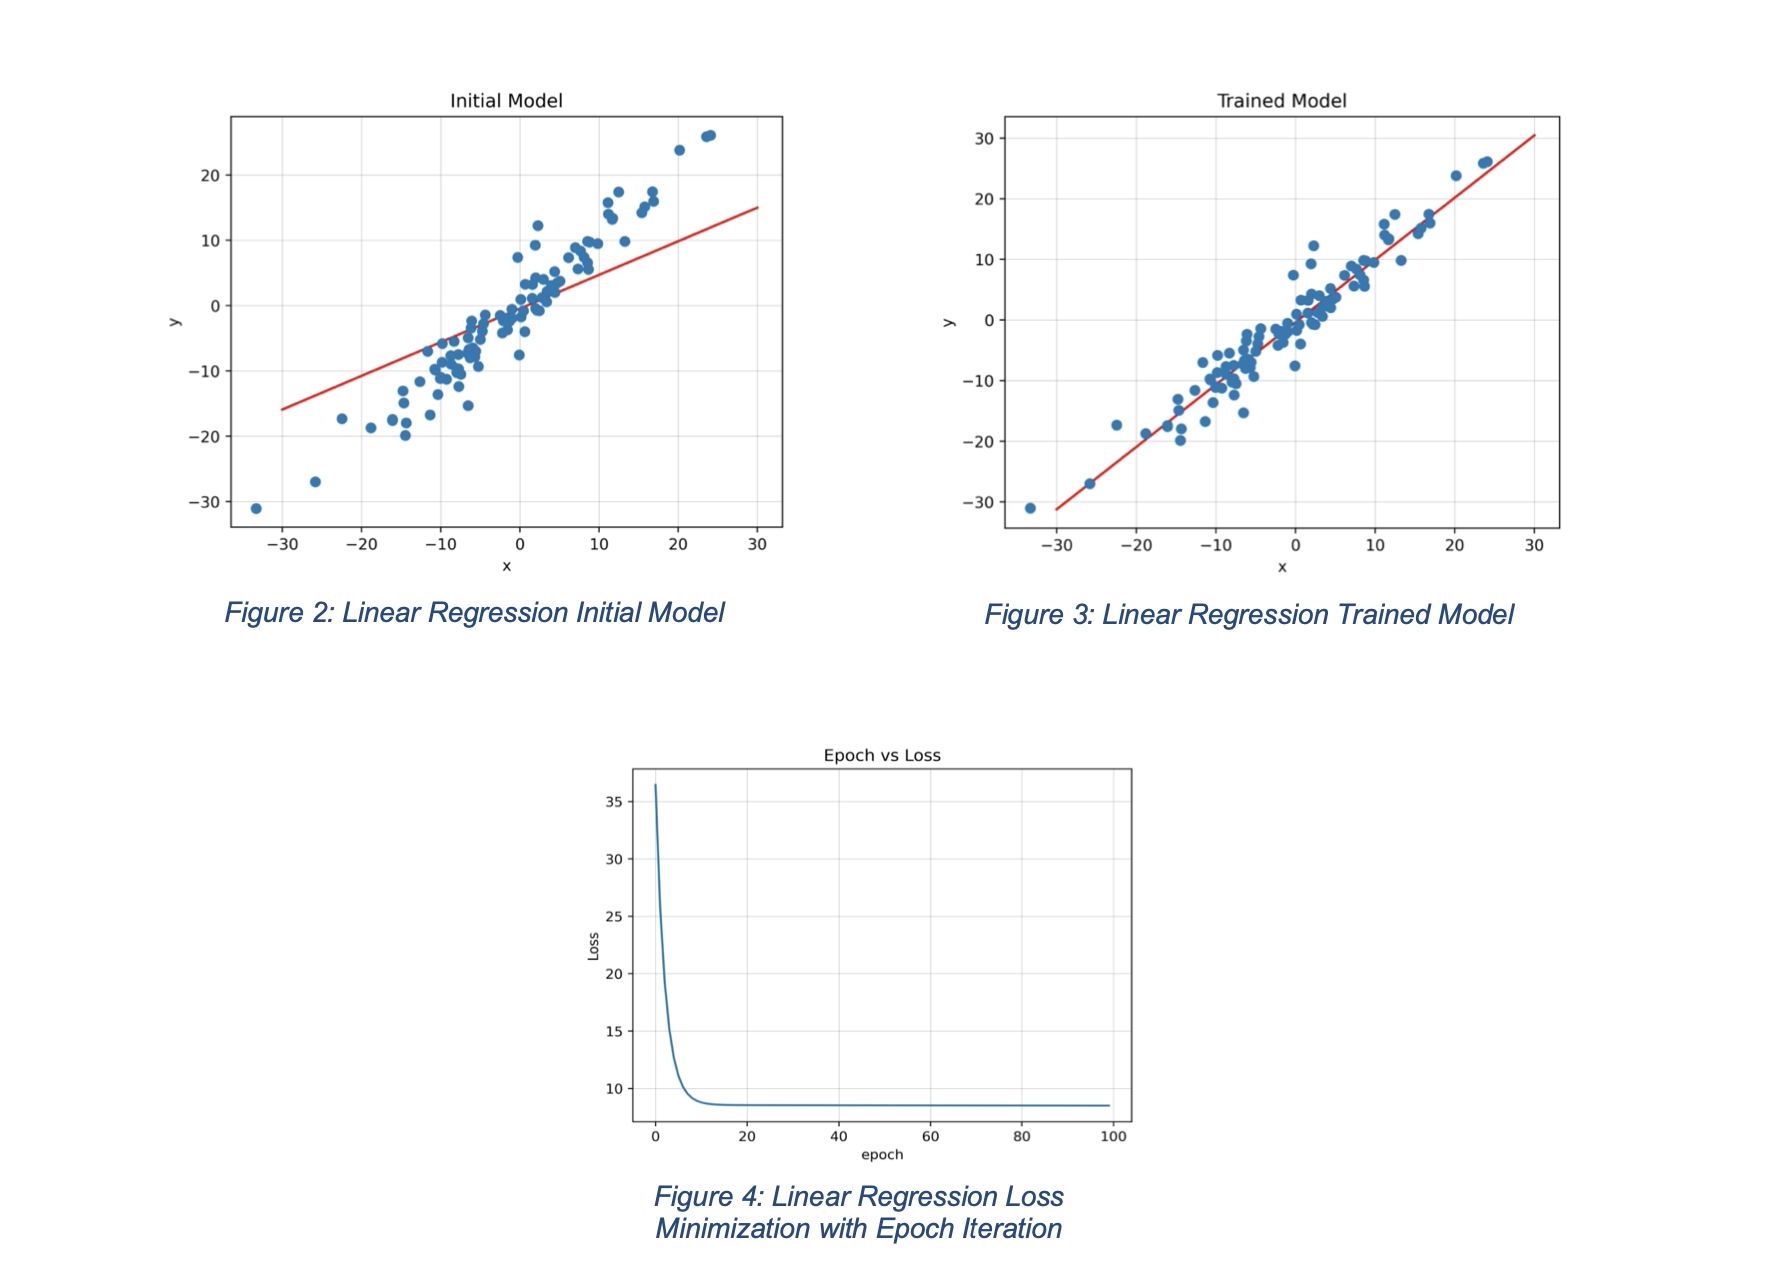 Initial Model
20
10
0
−10
−20
−30
y
−30 −20 −10 0 10 20 30
x
Figure 2: Linear Regression Initial Model
Trained Model
30
20
10
0
−10
−20
−30
y
−30 −20 −10 0 10 20 30
x
Figure 3: Linear Regression Trained Model
Epoch vs Loss
35
30
25
20
15
10
Loss
0 20 40 60 80 100
epoch
Figure 4: Linear Regression Loss
Minimization with Epoch Iteration